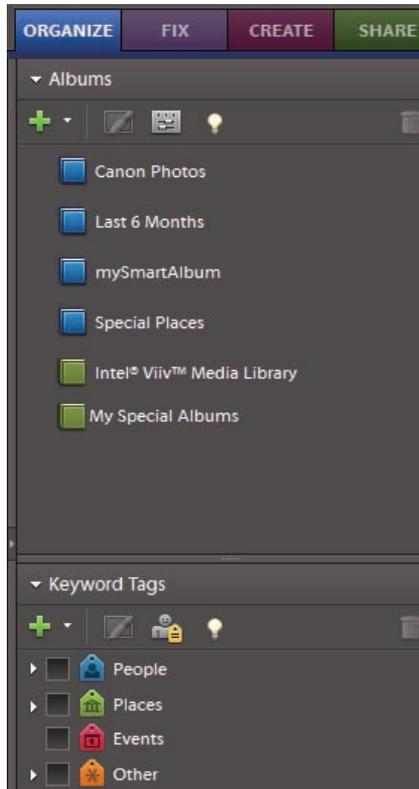 ORGANIZE FIX CREATE SHARE
Albums
Canon Photos
Last 6 Months
mySmartAlbum
Special Places
Intel® Viiv™ Media Library
My Special Albums
Keyword Tags
People
Places
Events
Other